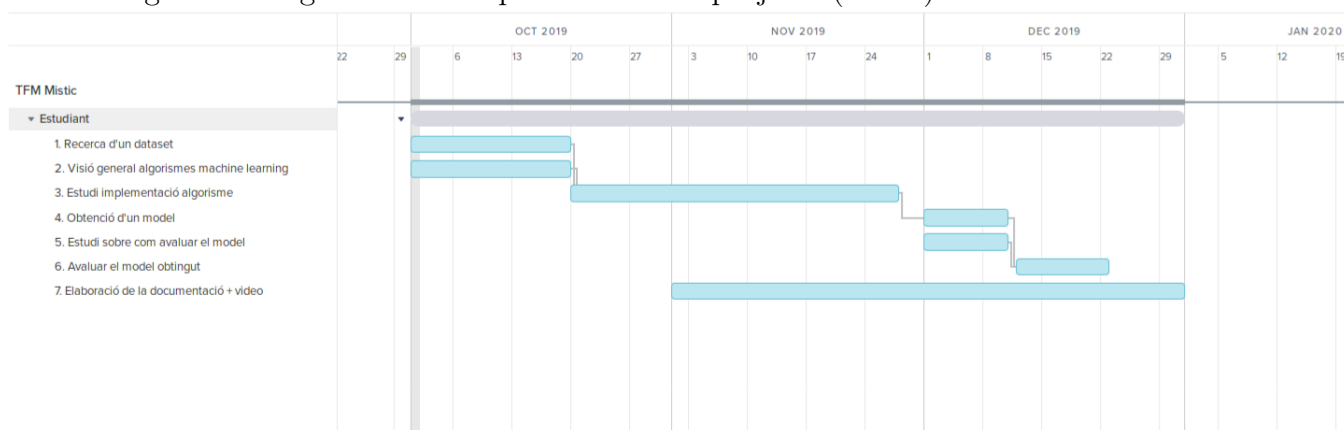 OCT 2019 NOV 2019 DEC 2019 JAN 2020
22 29 6 13 20 27 3 10 17 24 1 8 15 22 29 5 12 19
TFM Mistic
Estudiant
1. Recerca d'un dataset
2. Visió general algorismes machine learning
3. Estudi implementació algorisme
4. Obtenció d'un model
5. Estudi sobre com avaluar el model
6. Avaluar el model obtingut
7. Elaboració de la documentació + video